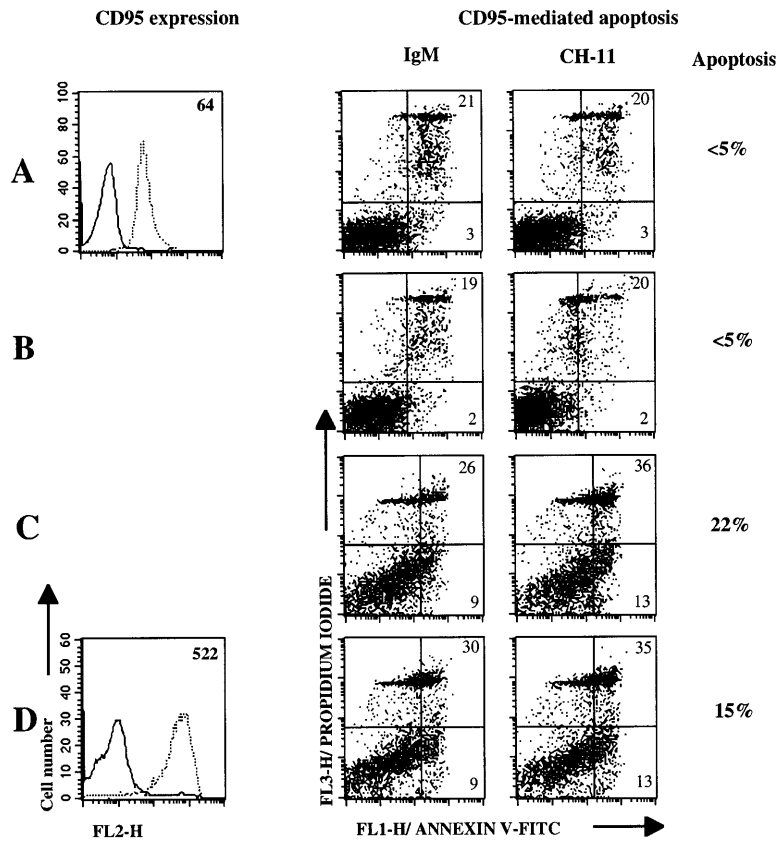 CD95 expression
CD95-mediated apoptosis
IgM
CH-11
Apoptosis
A
100
80
60
40
20
0
64
21
3
20
3
<5%
B
19
2
20
2
<5%
C
26
9
36
13
22%
D
60
50
40
30
20
10
0
522
30
9
35
13
15%
Cell number
FL2-H
FL3-H/ PROPIDIUM IODIDE
FL1-H/ ANNEXIN V-FITC